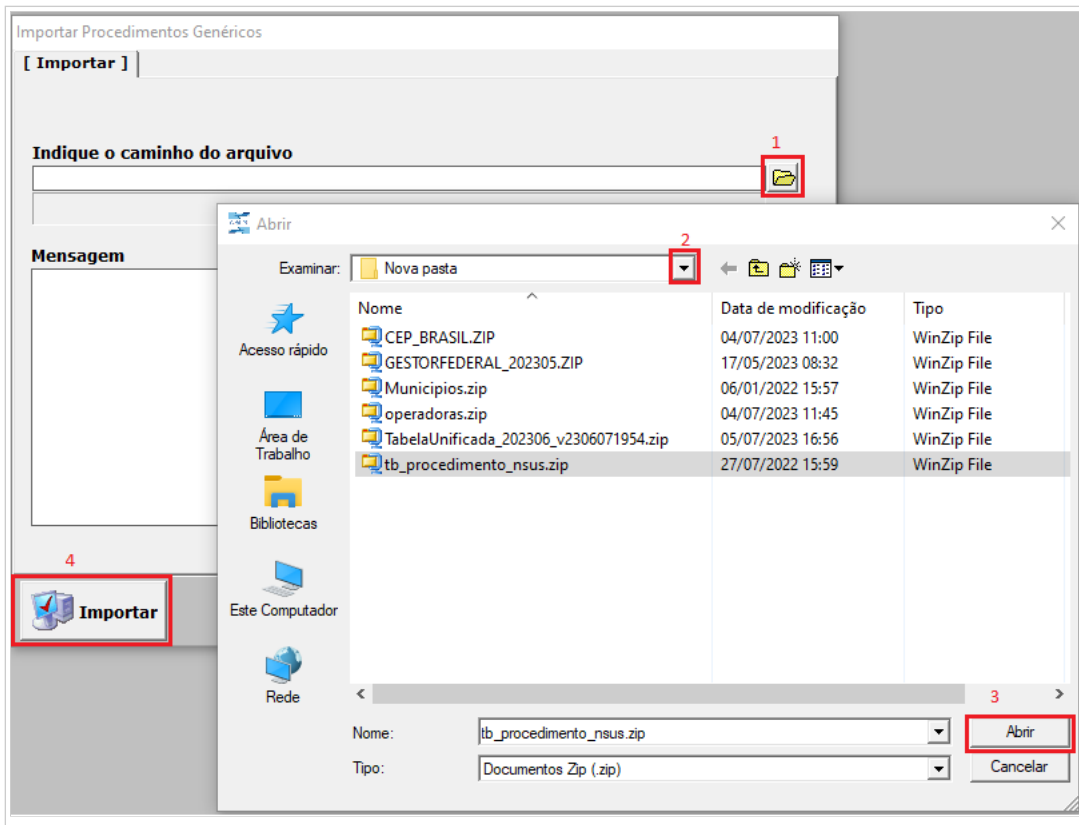 Importar Procedimentos Genéricos
[ Importar ]
1
Indique o caminho do arquivo
Abrir
Mensagem
2
Examinar: Nova pasta
Nome Data de modificação Tipo
CEP_BRASIL.ZIP 04/07/2023 11:00 WinZip File
GESTORFEDERAL_202305.ZIP 17/05/2023 08:32 WinZip File
Municipios.zip 06/01/2022 15:57 WinZip File
operadoras.zip 04/07/2023 11:45 WinZip File
TabelaUnificada_202306_v2306071954.zip 05/07/2023 16:56 WinZip File
tb_procedimento_nsus.zip 27/07/2022 15:59 WinZip File
Acesso rápido
Área de
Trabalho
Bibliotecas
Este Computador
Rede
4
Importar
3
Nome: tb_procedimento_nsus.zip Abrir
Tipo: Documentos Zip (.zip) Cancelar